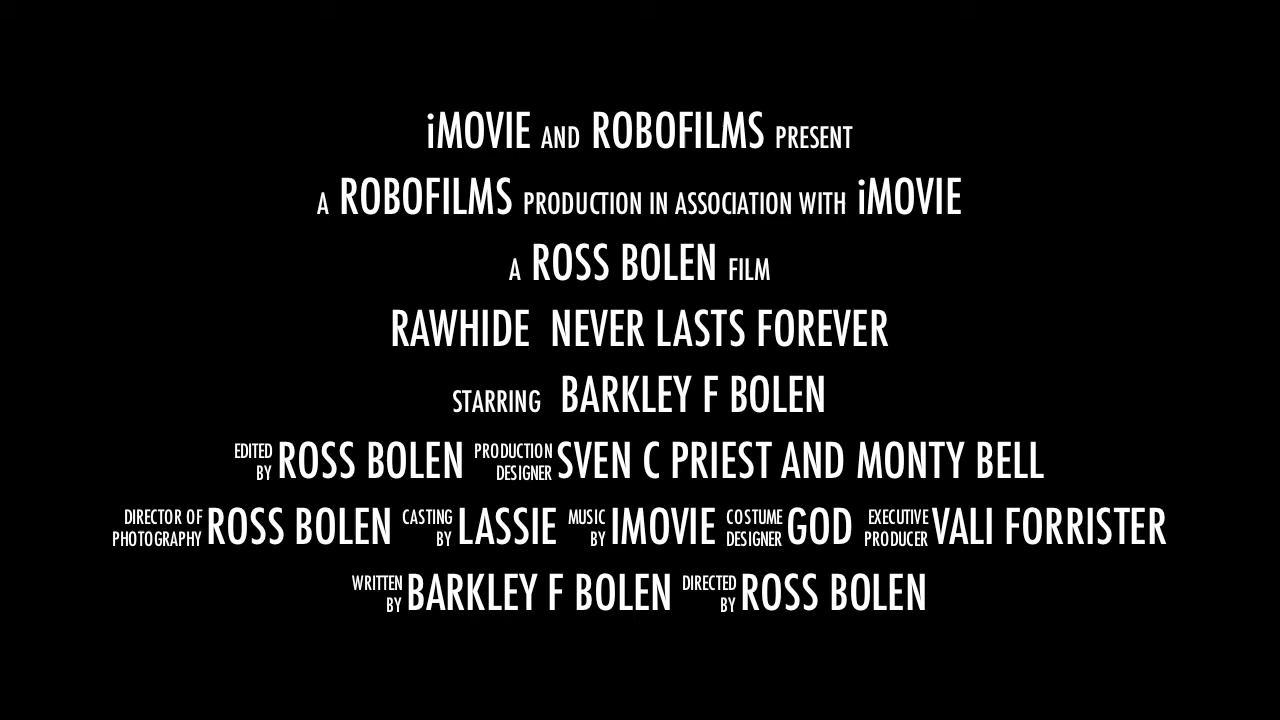 iMOVIE AND ROBOFILMS PRESENT
A ROBOFILMS PRODUCTION IN ASSOCIATION WITH iMOVIE
A ROSS BOLEN FILM
RAWHIDE NEVER LASTS FOREVER
STARRING BARKLEY F BOLEN
EDITED BY ROSS BOLEN PRODUCTION DESIGNER SVEN C PRIEST AND MONTY BELL
DIRECTOR OF PHOTOGRAPHY ROSS BOLEN CASTING BY LASSIE MUSIC BY IMOVIE COSTUME DESIGNER GOD EXECUTIVE PRODUCER VALI FORRISTER
WRITTEN BY BARKLEY F BOLEN DIRECTED BY ROSS BOLEN